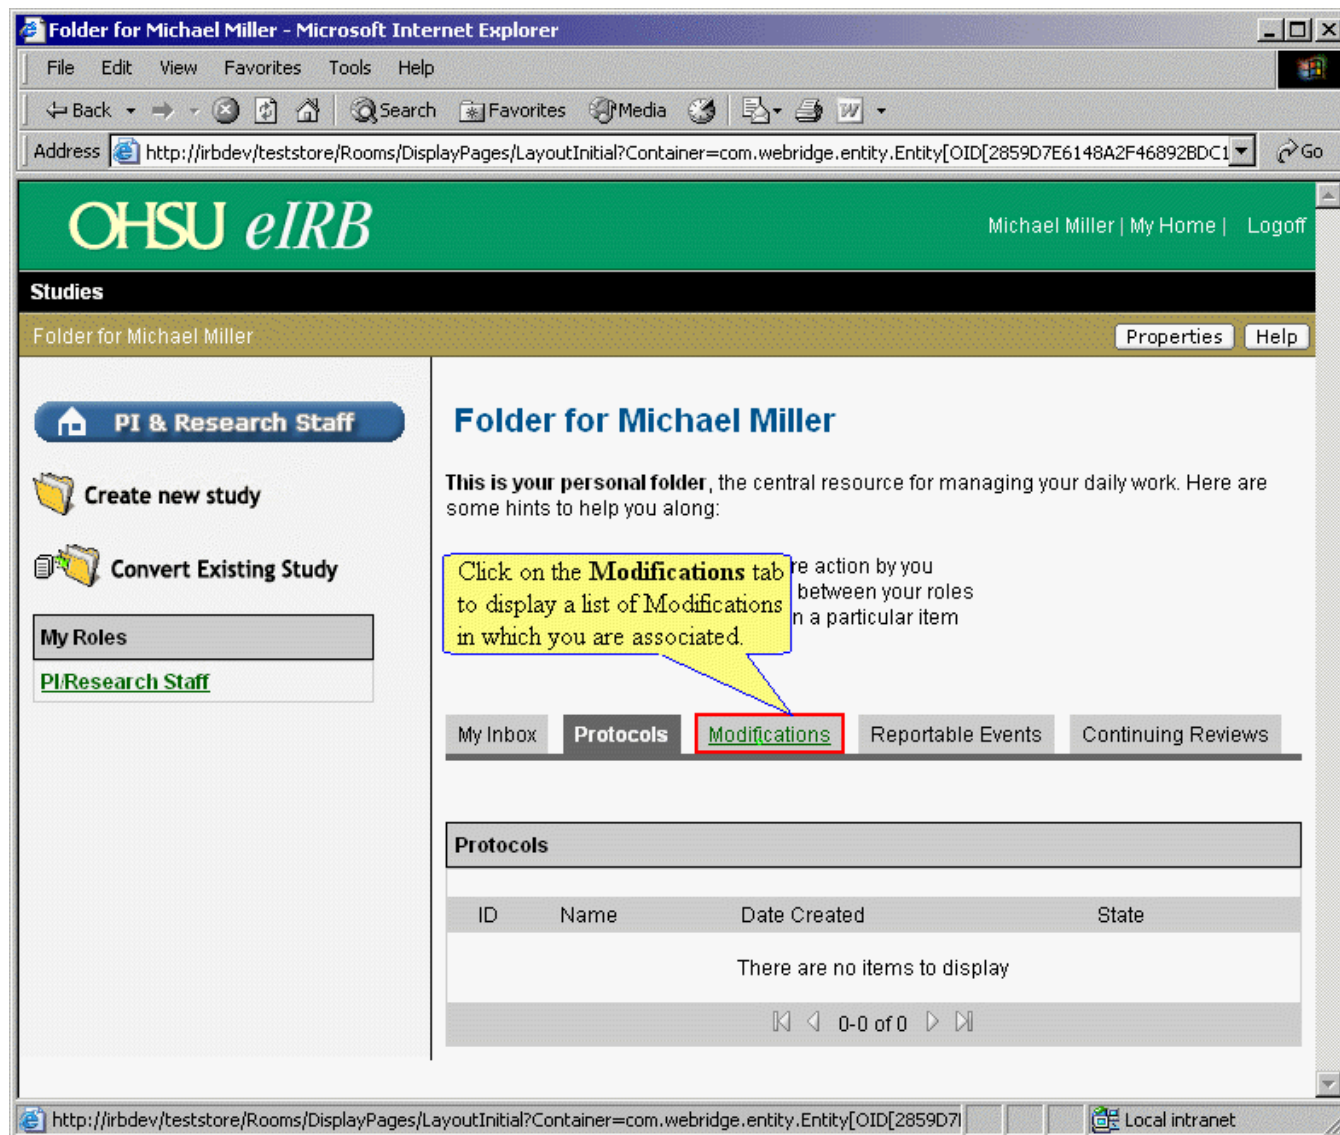 Folder for Michael Miller - Microsoft Internet Explorer
File Edit View Favorites Tools Help
Back Search Favorites Media
Address http://irbdev/teststore/Rooms/DisplayPages/LayoutInitial?Container=com.webridge.entity.Entity[OID[2859D7E6148A2F46892BDC1 Go
OHSU eIRB
Michael Miller | My Home | Logoff
Studies
Folder for Michael Miller Properties Help
PI & Research Staff
Create new study
Convert Existing Study
My Roles
PI/Research Staff
Folder for Michael Miller
This is your personal folder, the central resource for managing your daily work. Here are
some hints to help you along:
Click on the Modifications tab
to display a list of Modifications
in which you are associated.
re action by you
between your roles
n a particular item
My Inbox Protocols Modifications Reportable Events Continuing Reviews
Protocols
ID Name Date Created State
There are no items to display
0-0 of 0
http://irbdev/teststore/Rooms/DisplayPages/LayoutInitial?Container=com.webridge.entity.Entity[OID[2859D7 Local intranet